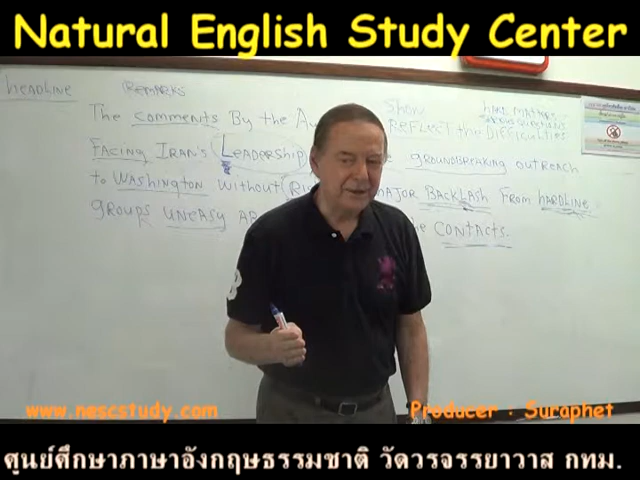 Natural English Study Center
headline
REMARKS
SHOW
The comments By the
REFLECT the Difficulties
FACING IRAN'S (Leadership)
GROUNDBREAKING outreach
to WASHINGTON without
MAJOR BACKLASH FROM hARDLINE
groups uneasy
the contacts.
www.nescstudy.com
Producer : Suraphet
ศูนย์ศึกษาภาษาอังกฤษธรรมชาติ วัดวรจรรยาวาส กทม.